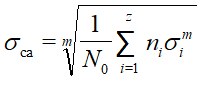 σ_ca = \sqrt[m]{\frac{1}{N_0} \sum_{i=1}^{z} n_i σ_i^m}